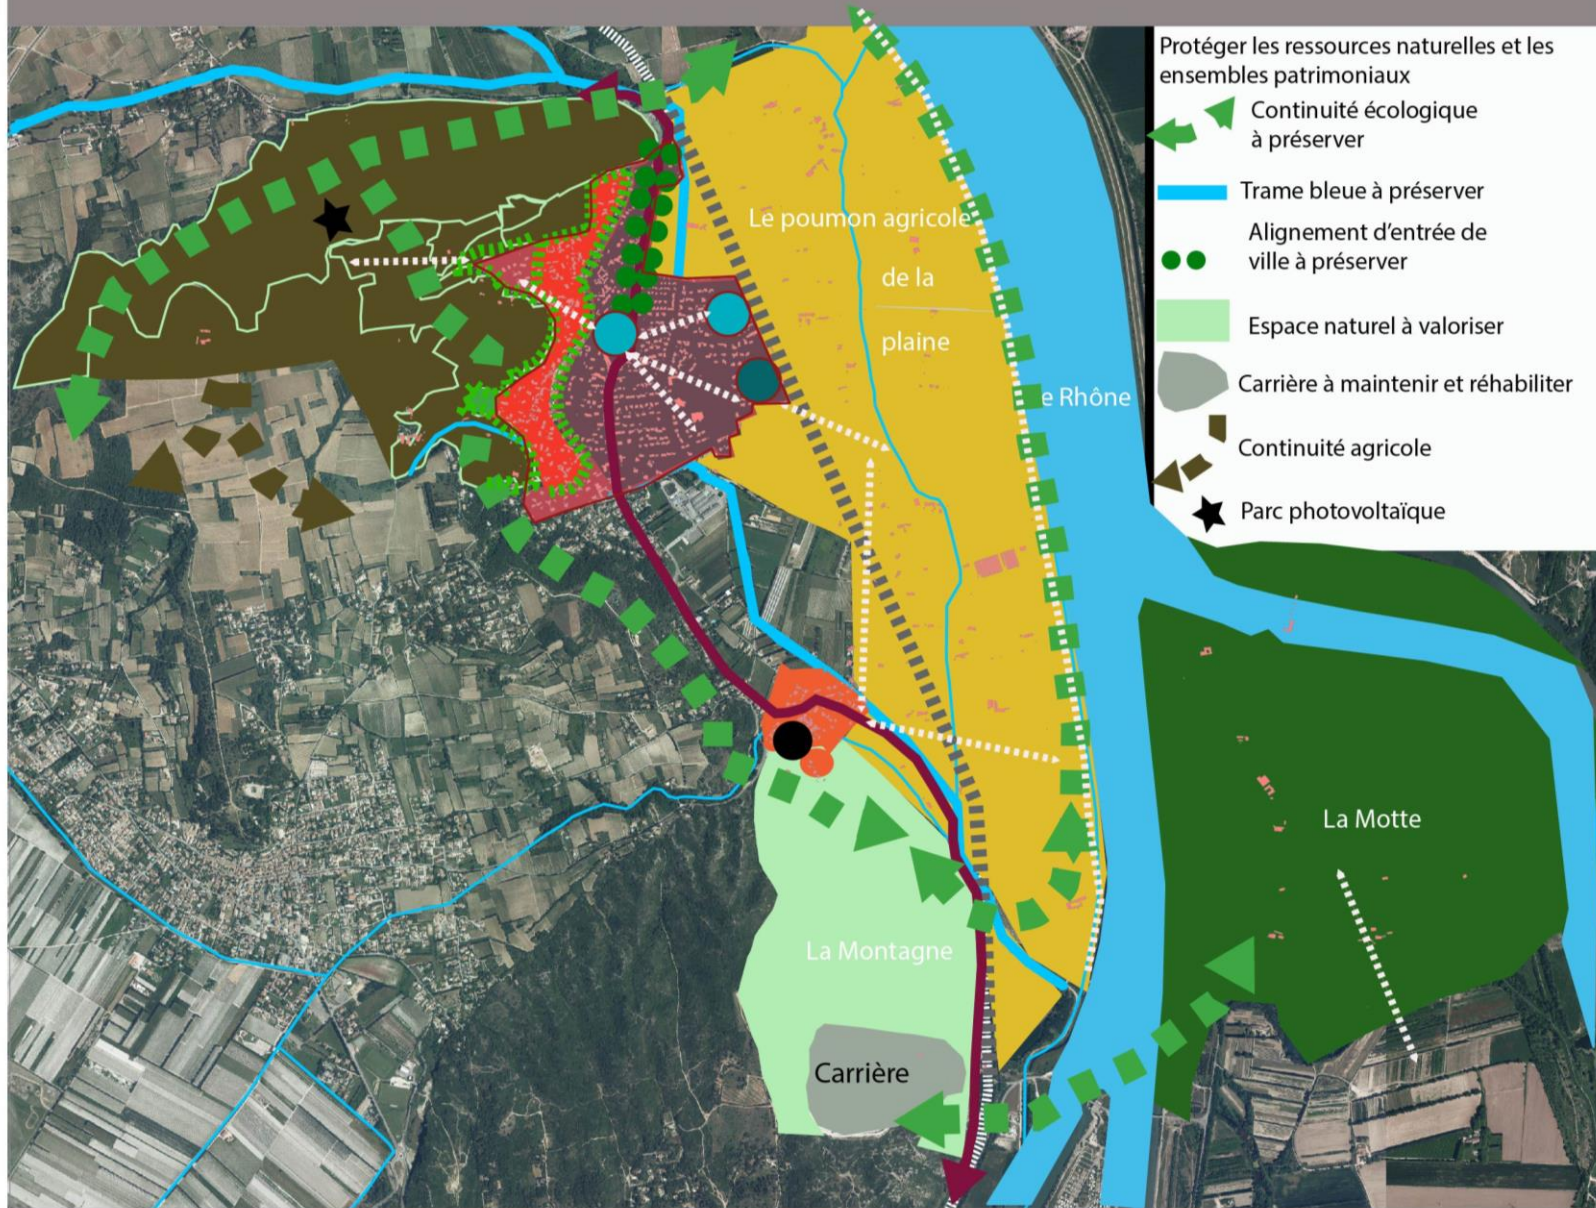 Protéger les ressources naturelles et les
ensembles patrimoniaux
Continuité écologique
à préserver
Trame bleue à préserver
Alignement d'entrée de
ville à préserver
Espace naturel à valoriser
Carrière à maintenir et réhabiliter
Continuité agricole
Parc photovoltaïque
Le poumon agricole
de la
plaine
e Rhône
La Motte
La Montagne
Carrière